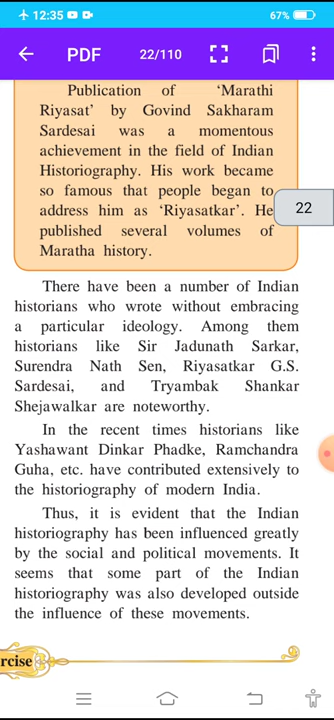 12:35
67%
PDF
22/110
Publication of ‘Marathi
Riyasat’ by Govind Sakharam
Sardesai was a momentous
achievement in the field of Indian
Historiography. His work became
so famous that people began to
address him as ‘Riyasatkar’. He
22
published several volumes of
Maratha history.
There have been a number of Indian
historians who wrote without embracing
a particular ideology. Among them
historians like Sir Jadunath Sarkar,
Surendra Nath Sen, Riyasatkar G.S.
Sardesai, and Tryambak Shankar
Shejawalkar are noteworthy.
In the recent times historians like
Yashawant Dinkar Phadke, Ramchandra
Guha, etc. have contributed extensively to
the historiography of modern India.
Thus, it is evident that the Indian
historiography has been influenced greatly
by the social and political movements. It
seems that some part of the Indian
historiography was also developed outside
the influence of these movements.
rcise